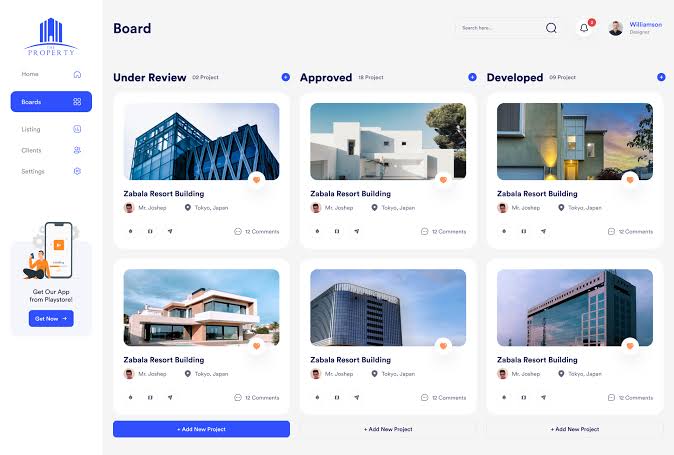 THE
PROPERTY
Home
Boards
Listing
Clients
Settings
Get Our App
from Playstore!
Get Now
Board
Search here...
Williamson
Designer
Under Review 02 Project
Approved 18 Project
Developed 09 Project
Zabala Resort Building
Mr. Joshep Tokyo, Japan
12 Comments
Zabala Resort Building
Mr. Joshep Tokyo, Japan
12 Comments
Zabala Resort Building
Mr. Joshep Tokyo, Japan
12 Comments
Zabala Resort Building
Mr. Joshep Tokyo, Japan
12 Comments
Zabala Resort Building
Mr. Joshep Tokyo, Japan
12 Comments
Zabala Resort Building
Mr. Joshep Tokyo, Japan
12 Comments
+ Add New Project
+ Add New Project
+ Add New Project